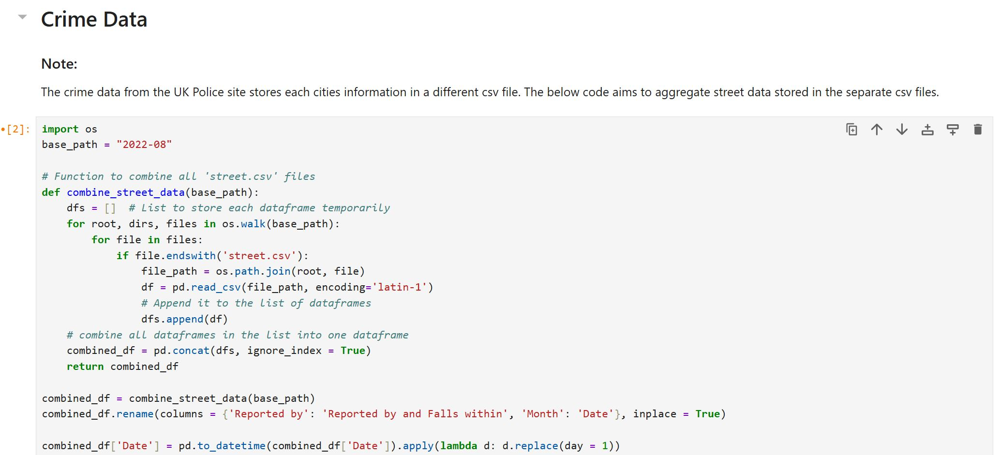 Crime Data
Note:
The crime data from the UK Police site stores each cities information in a different csv file. The below code aims to aggregate street data stored in the separate csv files.
•[2]:
import os
base_path = "2022-08"

# Function to combine all 'street.csv' files
def combine_street_data(base_path):
    dfs = []  # List to store each dataframe temporarily
    for root, dirs, files in os.walk(base_path):
        for file in files:
            if file.endswith('street.csv'):
                file_path = os.path.join(root, file)
                df = pd.read_csv(file_path, encoding='latin-1')
                # Append it to the list of dataframes
                dfs.append(df)
    # combine all dataframes in the list into one dataframe
    combined_df = pd.concat(dfs, ignore_index = True)
    return combined_df

combined_df = combine_street_data(base_path)
combined_df.rename(columns = {'Reported by': 'Reported by and Falls within', 'Month': 'Date'}, inplace = True)

combined_df['Date'] = pd.to_datetime(combined_df['Date']).apply(lambda d: d.replace(day = 1))